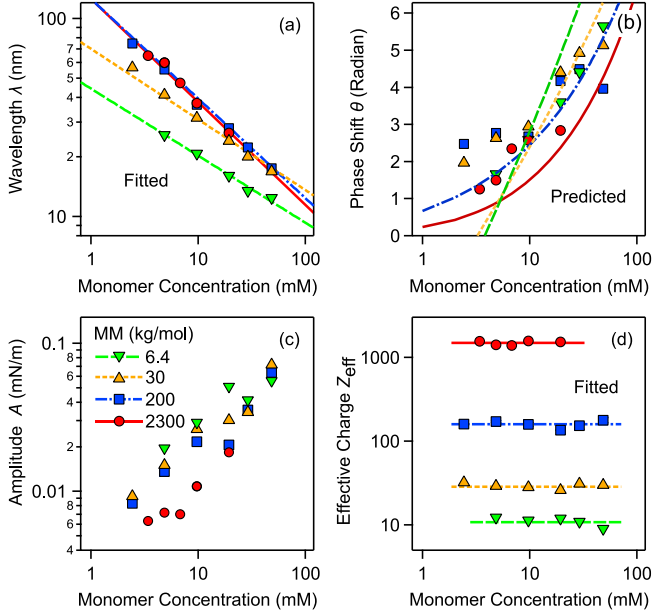 (a)
100
6
4
3
2
10
Wavelength λ (nm)
Fitted
1
10
100
Monomer Concentration (mM)
(b)
6
5
4
3
2
1
0
Phase Shift θ (Radian)
Predicted
1
10
100
Monomer Concentration (mM)
MM (kg/mol)
(c)
6.4
30
200
2300
0.1
8
6
4
2
0.01
8
6
4
Amplitude A (mN/m)
1
10
100
Monomer Concentration (mM)
(d)
1000
100
10
Effective Charge Zeff
Fitted
1
10
100
Monomer Concentration (mM)